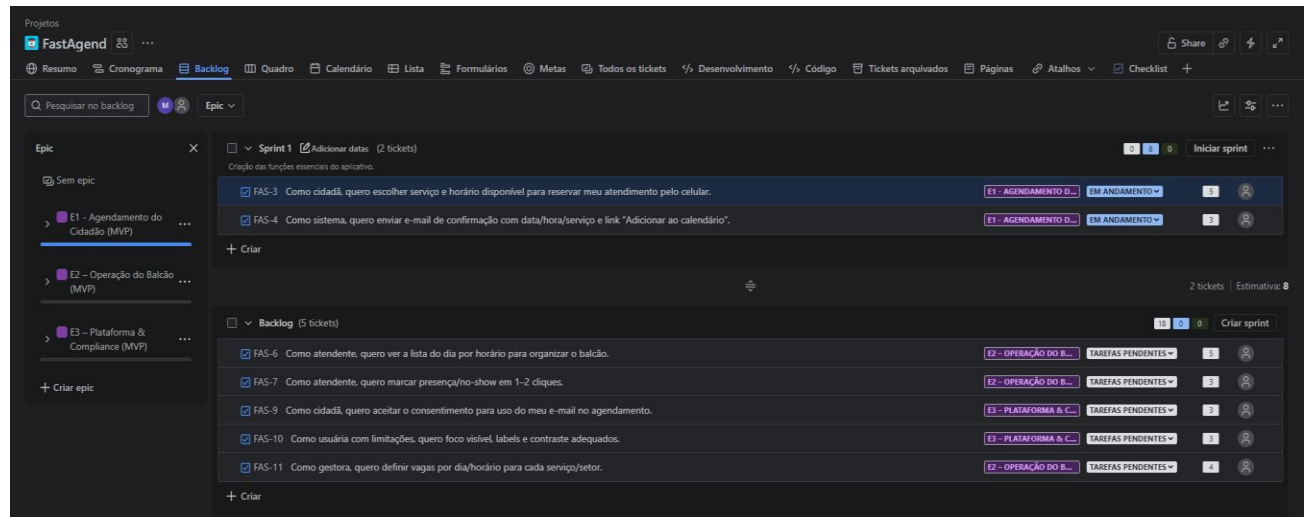 Projetos
FastAgend
Share
Resumo Cronograma Backlog Quadro Calendário Lista Formulários Metas Todos os tickets Desenvolvimento Código Tickets arquivados Páginas Atalhos Checklist
Pesquisar no backlog M Epic
Epic
Sem epic
E1 - Agendamento do
Cidadão (MVP)
E2 – Operação do Balcão
(MVP)
E3 – Plataforma &
Compliance (MVP)
+ Criar epic
Sprint 1 Adicionar datas (2 tickets) 0 8 0 Iniciar sprint
Criação das funções essenciais do aplicativo.
FAS-3 Como cidadã, quero escolher serviço e horário disponível para reservar meu atendimento pelo celular. E1 - AGENDAMENTO D... EM ANDAMENTO 5
FAS-4 Como sistema, quero enviar e-mail de confirmação com data/hora/serviço e link “Adicionar ao calendário”. E1 - AGENDAMENTO D... EM ANDAMENTO 3
+ Criar
2 tickets | Estimativa: 8
Backlog (5 tickets) 18 0 0 Criar sprint
FAS-6 Como atendente, quero ver a lista do dia por horário para organizar o balcão. E2 – OPERAÇÃO DO B... TAREFAS PENDENTES 5
FAS-7 Como atendente, quero marcar presença/no-show em 1–2 cliques. E2 – OPERAÇÃO DO B... TAREFAS PENDENTES 3
FAS-9 Como cidadã, quero aceitar o consentimento para uso do meu e-mail no agendamento. E3 – PLATAFORMA & C... TAREFAS PENDENTES 3
FAS-10 Como usuária com limitações, quero foco visível, labels e contraste adequados. E3 – PLATAFORMA & C... TAREFAS PENDENTES 3
FAS-11 Como gestora, quero definir vagas por dia/horário para cada serviço/setor. E2 – OPERAÇÃO DO B... TAREFAS PENDENTES 4
+ Criar